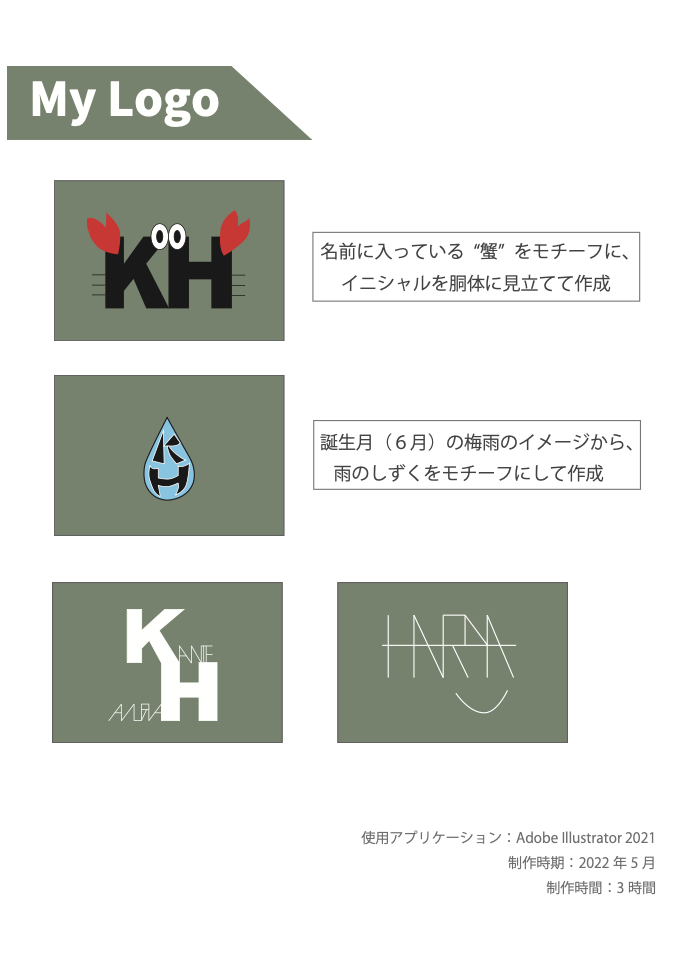 My Logo
KH
名前に入っている“蟹”をモチーフに、
イニシャルを胴体に見立てて作成
K
H
誕生月（６月）の梅雨のイメージから、
雨のしずくをモチーフにして作成
K
H
使用アプリケーション：Adobe Illustrator 2021
制作時期：2022 年 5 月
制作時間：3 時間